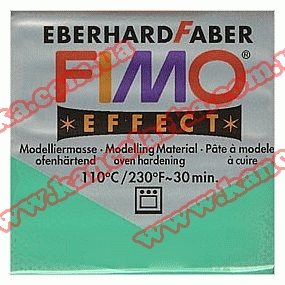 EBERHARDFABER
FIMO®
EFFECT
Modelliermasse · Modelling Material · Pâte à modeler
ofenhärtend oven hardening à cuire
110°C/230°F~30 min.